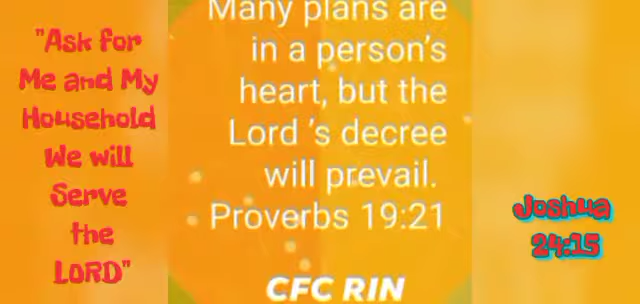 "Ask for
Me and My
Household
We will
Serve
the
LORD"
Many plans are
in a person's
heart, but the
Lord 's decree
will prevail.
Proverbs 19:21
CFC RIN
Joshua
24:15